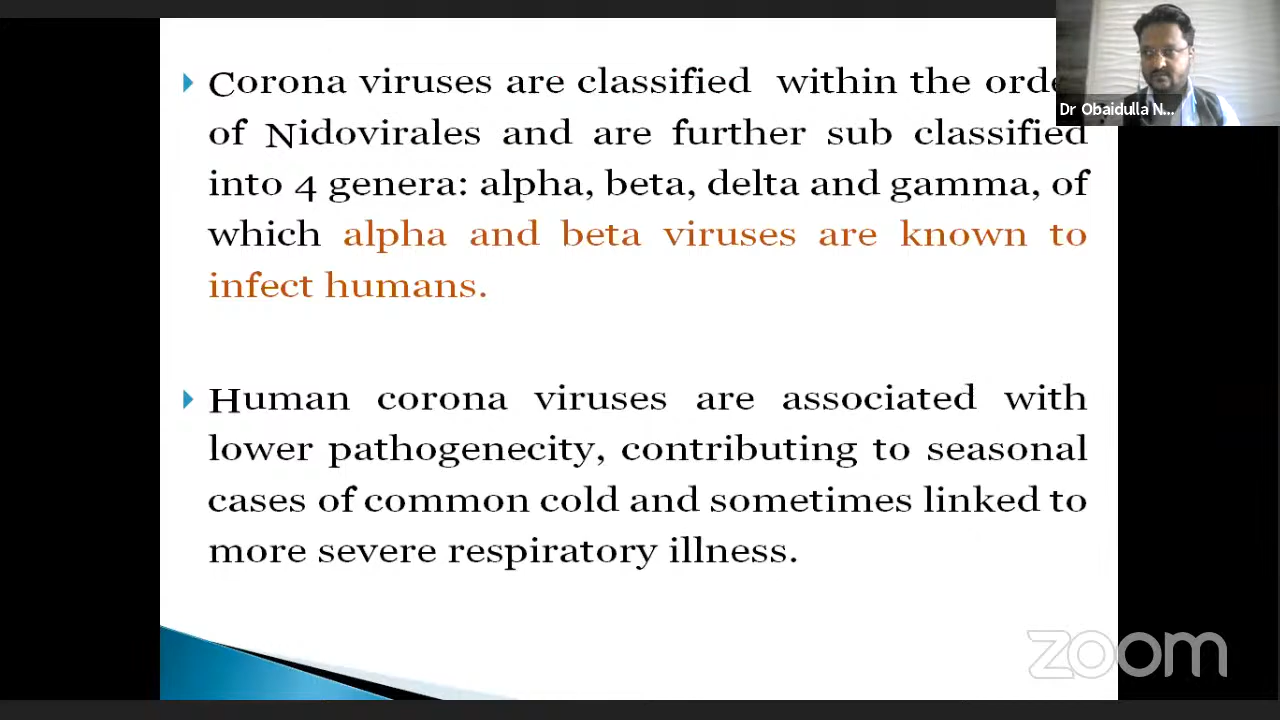 Corona viruses are classified within the orde
of Nidovirales and are further sub classified
into 4 genera: alpha, beta, delta and gamma, of
which alpha and beta viruses are known to
infect humans.
Human corona viruses are associated with
lower pathogenecity, contributing to seasonal
cases of common cold and sometimes linked to
more severe respiratory illness.
Dr Obaidulla N...
zoom